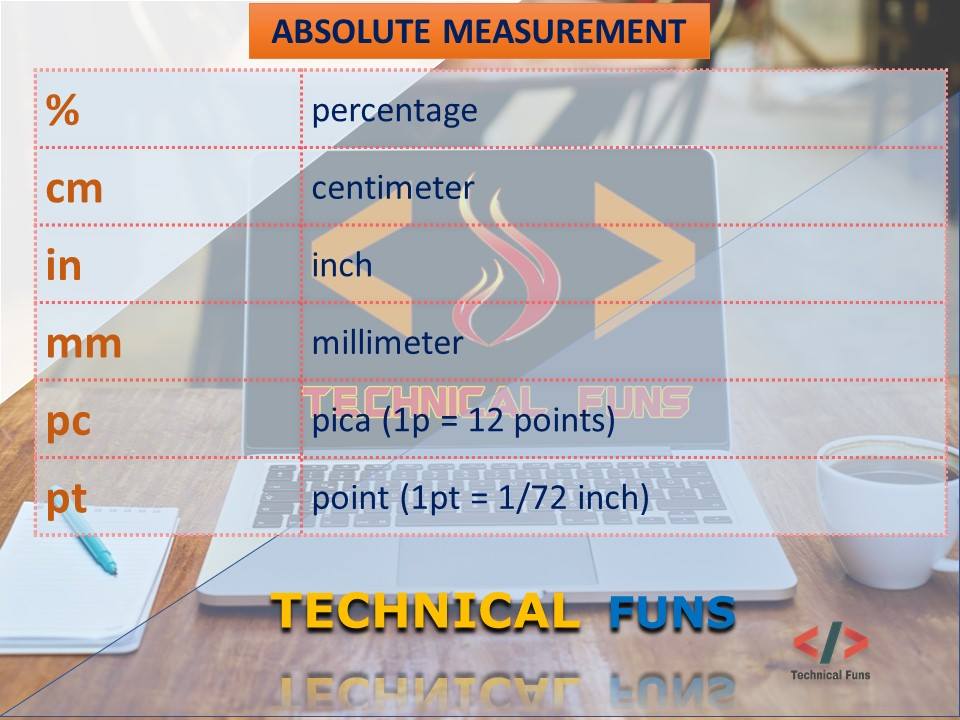 ABSOLUTE MEASUREMENT
% percentage
cm centimeter
in inch
mm millimeter
TECHNICAL FUNS
pc pica (1p = 12 points)
pt point (1pt = 1/72 inch)
TECHNICAL FUNS
</>
Technical Funs